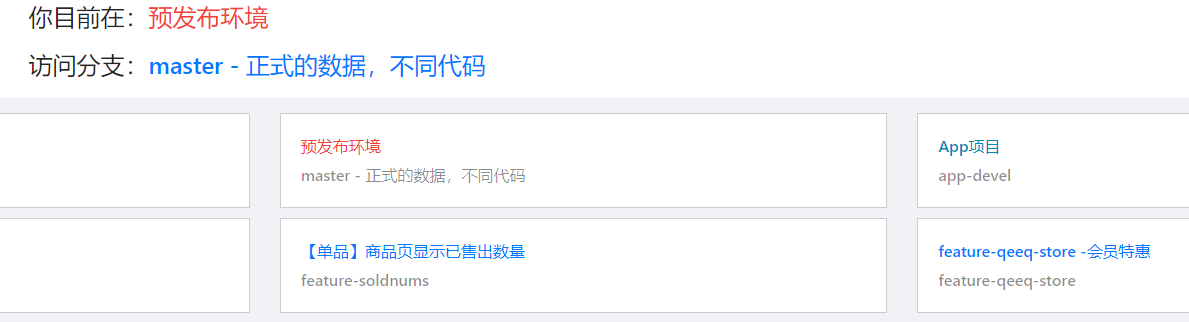 你目前在：预发布环境
访问分支：master - 正式的数据，不同代码
预发布环境
master - 正式的数据，不同代码
App项目
app-devel
【单品】商品页显示已售出数量
feature-soldnums
feature-qeeq-store -会员特惠
feature-qeeq-store